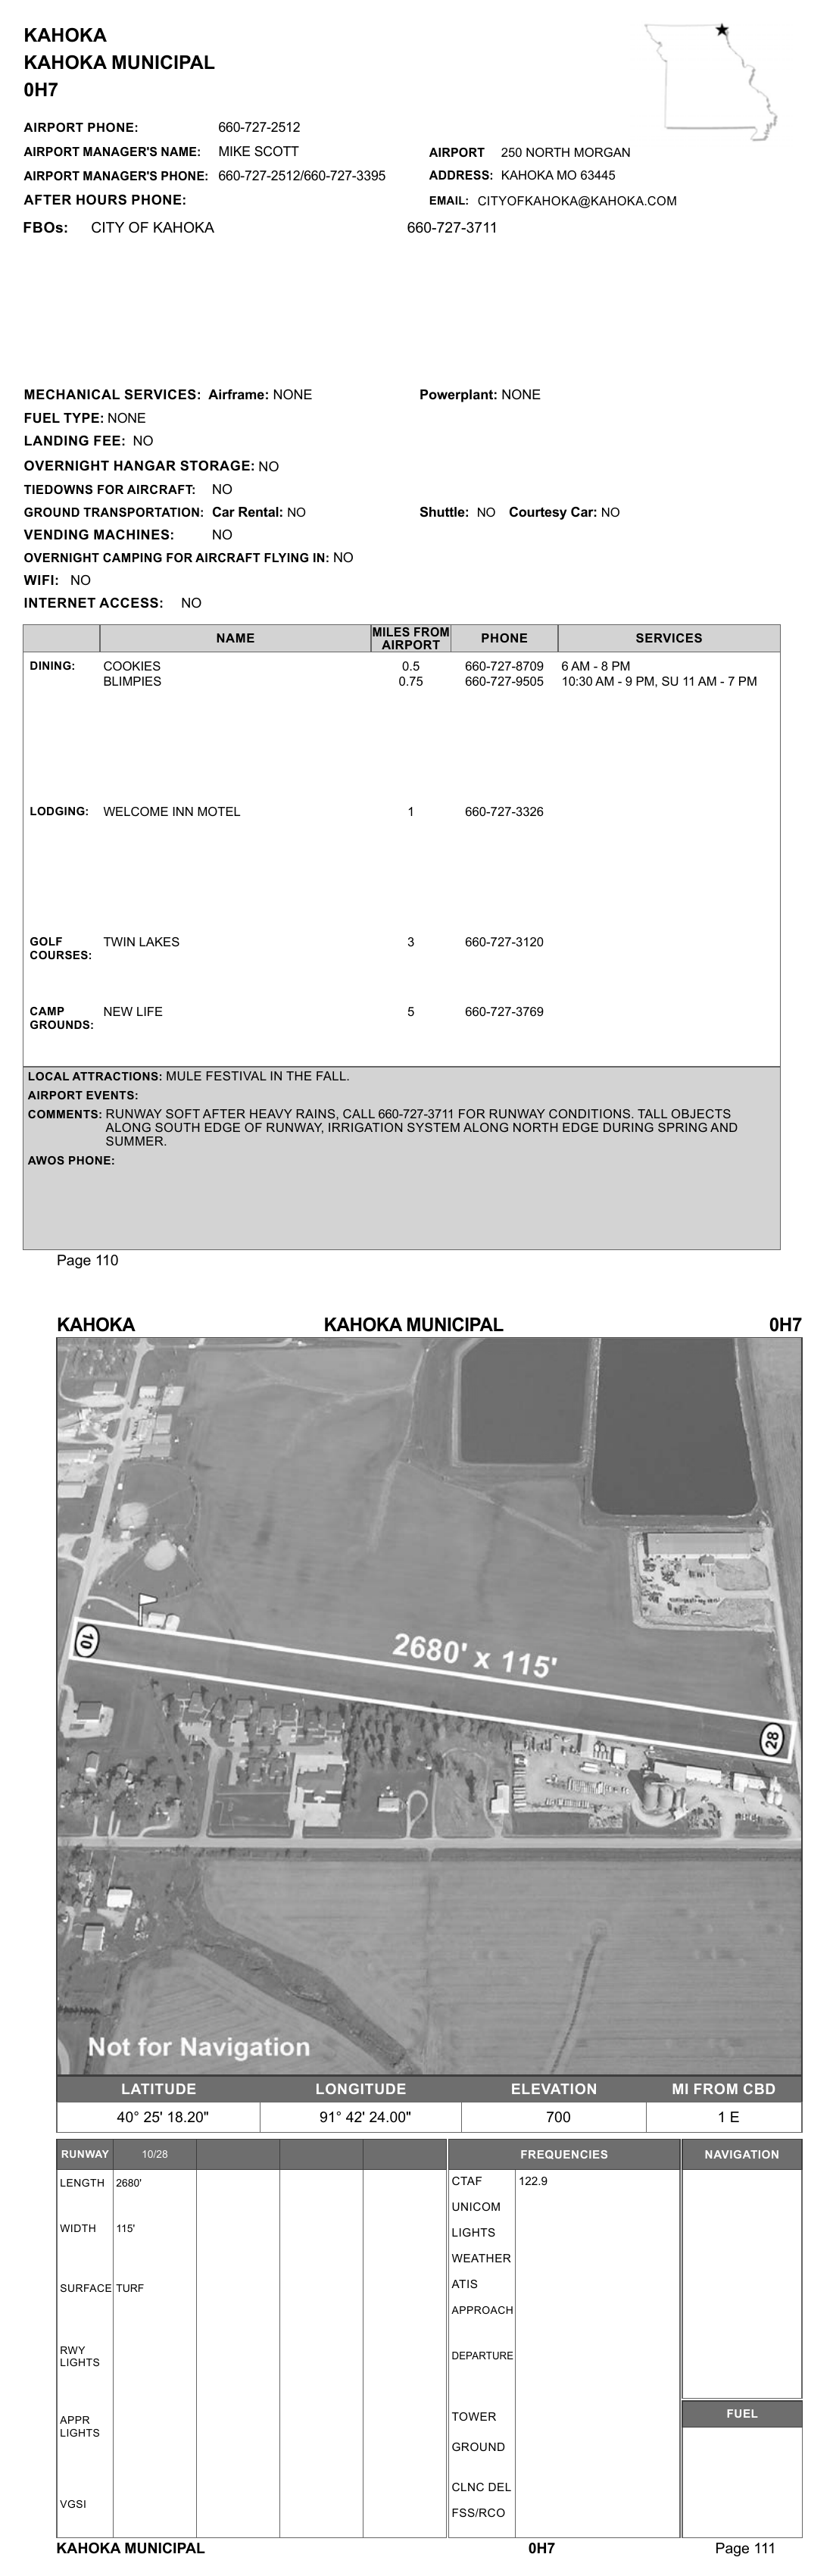 KAHOKA
KAHOKA MUNICIPAL
0H7
AIRPORT PHONE: 660-727-2512
AIRPORT MANAGER'S NAME: MIKE SCOTT
AIRPORT MANAGER'S PHONE: 660-727-2512/660-727-3395
AFTER HOURS PHONE:
AIRPORT 250 NORTH MORGAN
ADDRESS: KAHOKA MO 63445
EMAIL: CITYOFKAHOKA@KAHOKA.COM
FBOs: CITY OF KAHOKA 660-727-3711
MECHANICAL SERVICES: Airframe: NONE Powerplant: NONE
FUEL TYPE: NONE
LANDING FEE: NO
OVERNIGHT HANGAR STORAGE: NO
TIEDOWNS FOR AIRCRAFT: NO
GROUND TRANSPORTATION: Car Rental: NO Shuttle: NO Courtesy Car: NO
VENDING MACHINES: NO
OVERNIGHT CAMPING FOR AIRCRAFT FLYING IN: NO
WIFI: NO
INTERNET ACCESS: NO
NAME MILES FROM AIRPORT PHONE SERVICES
DINING: COOKIES 0.5 660-727-8709 6 AM - 8 PM
BLIMPIES 0.75 660-727-9505 10:30 AM - 9 PM, SU 11 AM - 7 PM
LODGING: WELCOME INN MOTEL 1 660-727-3326
GOLF COURSES: TWIN LAKES 3 660-727-3120
CAMP GROUNDS: NEW LIFE 5 660-727-3769
LOCAL ATTRACTIONS: MULE FESTIVAL IN THE FALL.
AIRPORT EVENTS:
COMMENTS: RUNWAY SOFT AFTER HEAVY RAINS, CALL 660-727-3711 FOR RUNWAY CONDITIONS. TALL OBJECTS
ALONG SOUTH EDGE OF RUNWAY, IRRIGATION SYSTEM ALONG NORTH EDGE DURING SPRING AND
SUMMER.
AWOS PHONE:
Page 110
KAHOKA KAHOKA MUNICIPAL 0H7
10
2680' x 115'
28
Not for Navigation
LATITUDE LONGITUDE ELEVATION MI FROM CBD
40° 25' 18.20" 91° 42' 24.00" 700 1 E
RUNWAY 10/28
LENGTH 2680'
WIDTH 115'
SURFACE TURF
RWY
LIGHTS
APPR
LIGHTS
VGSI
FREQUENCIES
CTAF 122.9
UNICOM
LIGHTS
WEATHER
ATIS
APPROACH
DEPARTURE
TOWER
GROUND
CLNC DEL
FSS/RCO
NAVIGATION
FUEL
KAHOKA MUNICIPAL 0H7 Page 111